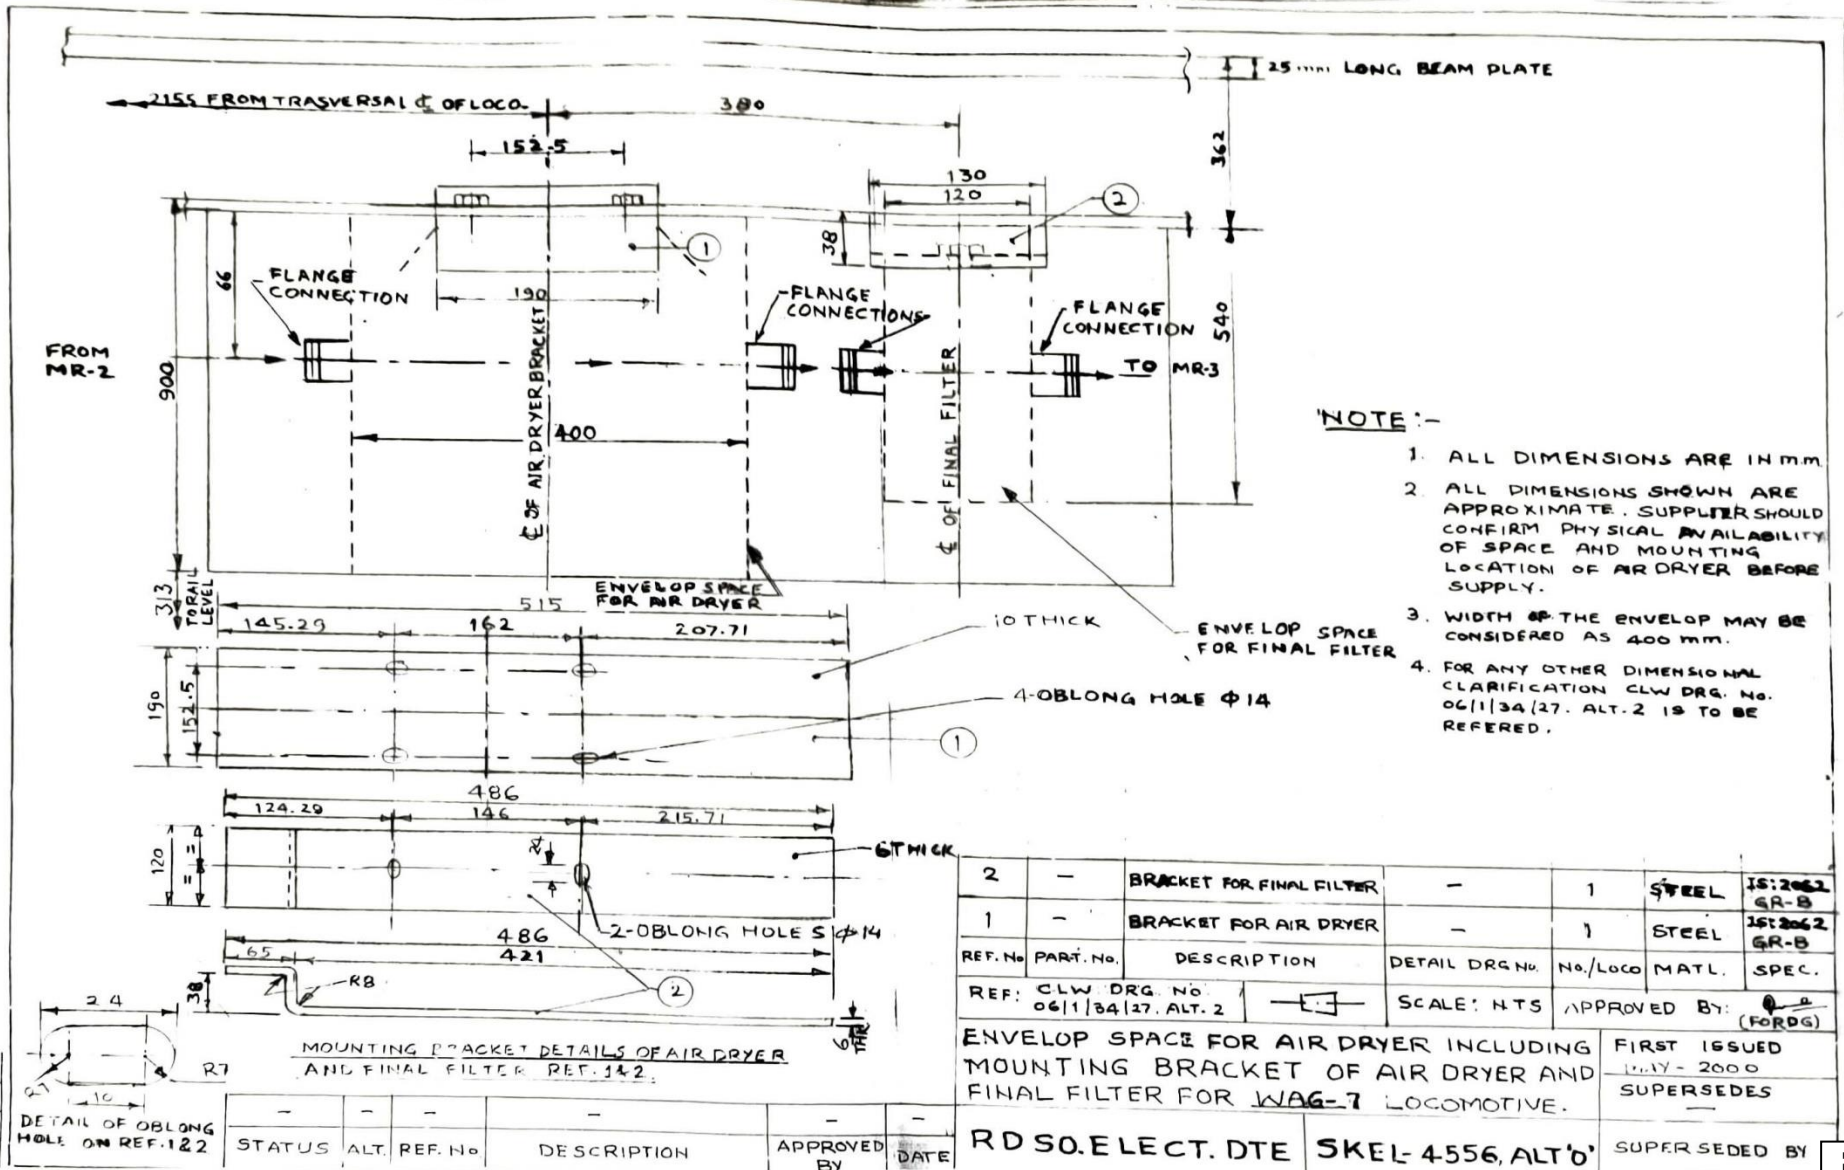 25 mm LONG BEAM PLATE
2155 FROM TRASVERSAL ℄ OF LOCO.
380
152.5
362
130
120
2
38
1
66
FLANGE
CONNECTION
190
FLANGE
CONNECTIONS
FLANGE
CONNECTION
540
FROM
MR-2
TO MR-3
900
℄ OF AIR DRYER BRACKET
℄ OF FINAL FILTER
400
'NOTE :-
1. ALL DIMENSIONS ARE IN m.m
2. ALL DIMENSIONS SHOWN ARE
APPROXIMATE. SUPPLIER SHOULD
CONFIRM PHYSICAL AVAILABILITY
OF SPACE AND MOUNTING
LOCATION OF AIR DRYER BEFORE
SUPPLY.
3. WIDTH OF THE ENVELOP MAY BE
CONSIDERED AS 400 mm.
4. FOR ANY OTHER DIMENSIONAL
CLARIFICATION CLW DRG. NO.
06/1/34/27. ALT. 2 IS TO BE
REFERED.
313
TO RAIL
LEVEL
ENVELOP SPACE
FOR AIR DRYER
515
145.29
162
207.71
10 THICK
ENVELOP SPACE
FOR FINAL FILTER
190
152.5
4-OBLONG HOLE Φ 14
1
486
124.29
146
215.71
120
=
=
6 THICK
2-OBLONG HOLE S Φ 14
486
65
421
38
R8
2
6 THK
24
R7
R7
10
DETAIL OF OBLONG
HOLE ON REF. 1&2
MOUNTING BRACKET DETAILS OF AIR DRYER
AND FINAL FILTER REF. 1&2.
2 - BRACKET FOR FINAL FILTER - 1 STEEL IS:2062 GR-B
1 - BRACKET FOR AIR DRYER - 1 STEEL IS:2062 GR-B
REF. No PART. No. DESCRIPTION DETAIL DRG No. No./LOCO MATL. SPEC.
REF: CLW DRG. NO.
06/1/34/27. ALT. 2
SCALE: NTS
APPROVED BY:
(FORDG)
ENVELOP SPACE FOR AIR DRYER INCLUDING
MOUNTING BRACKET OF AIR DRYER AND
FINAL FILTER FOR WAG-7 LOCOMOTIVE.
FIRST ISSUED
- 2000
SUPERSEDES
-
- - - - - -
STATUS ALT. REF. No DESCRIPTION APPROVED BY DATE
RDSO. ELECT. DTE
SKEL-4556, ALT '0'
SUPERSEDED BY